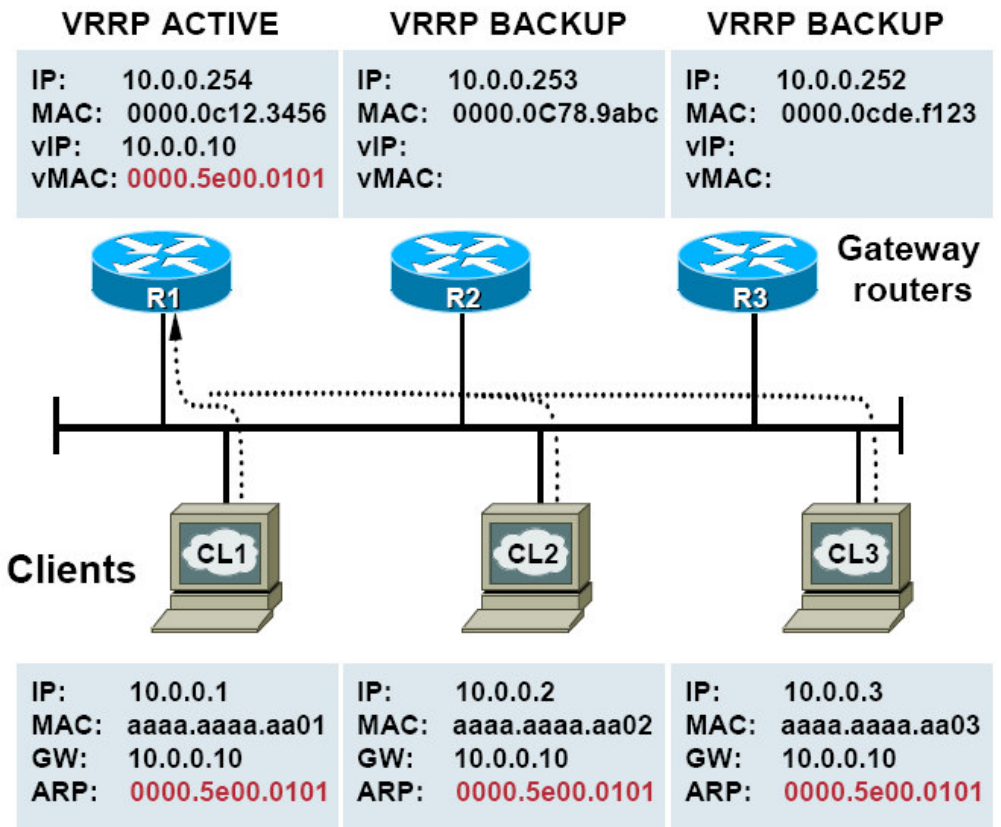 VRRP ACTIVE
VRRP BACKUP
VRRP BACKUP
IP: 10.0.0.254
MAC: 0000.0c12.3456
vIP: 10.0.0.10
vMAC: 0000.5e00.0101
IP: 10.0.0.253
MAC: 0000.0C78.9abc
vIP:
vMAC:
IP: 10.0.0.252
MAC: 0000.0cde.f123
vIP:
vMAC:
R1
R2
R3
Gateway
routers
Clients
CL1
CL2
CL3
IP: 10.0.0.1
MAC: aaaa.aaaa.aa01
GW: 10.0.0.10
ARP: 0000.5e00.0101
IP: 10.0.0.2
MAC: aaaa.aaaa.aa02
GW: 10.0.0.10
ARP: 0000.5e00.0101
IP: 10.0.0.3
MAC: aaaa.aaaa.aa03
GW: 10.0.0.10
ARP: 0000.5e00.0101